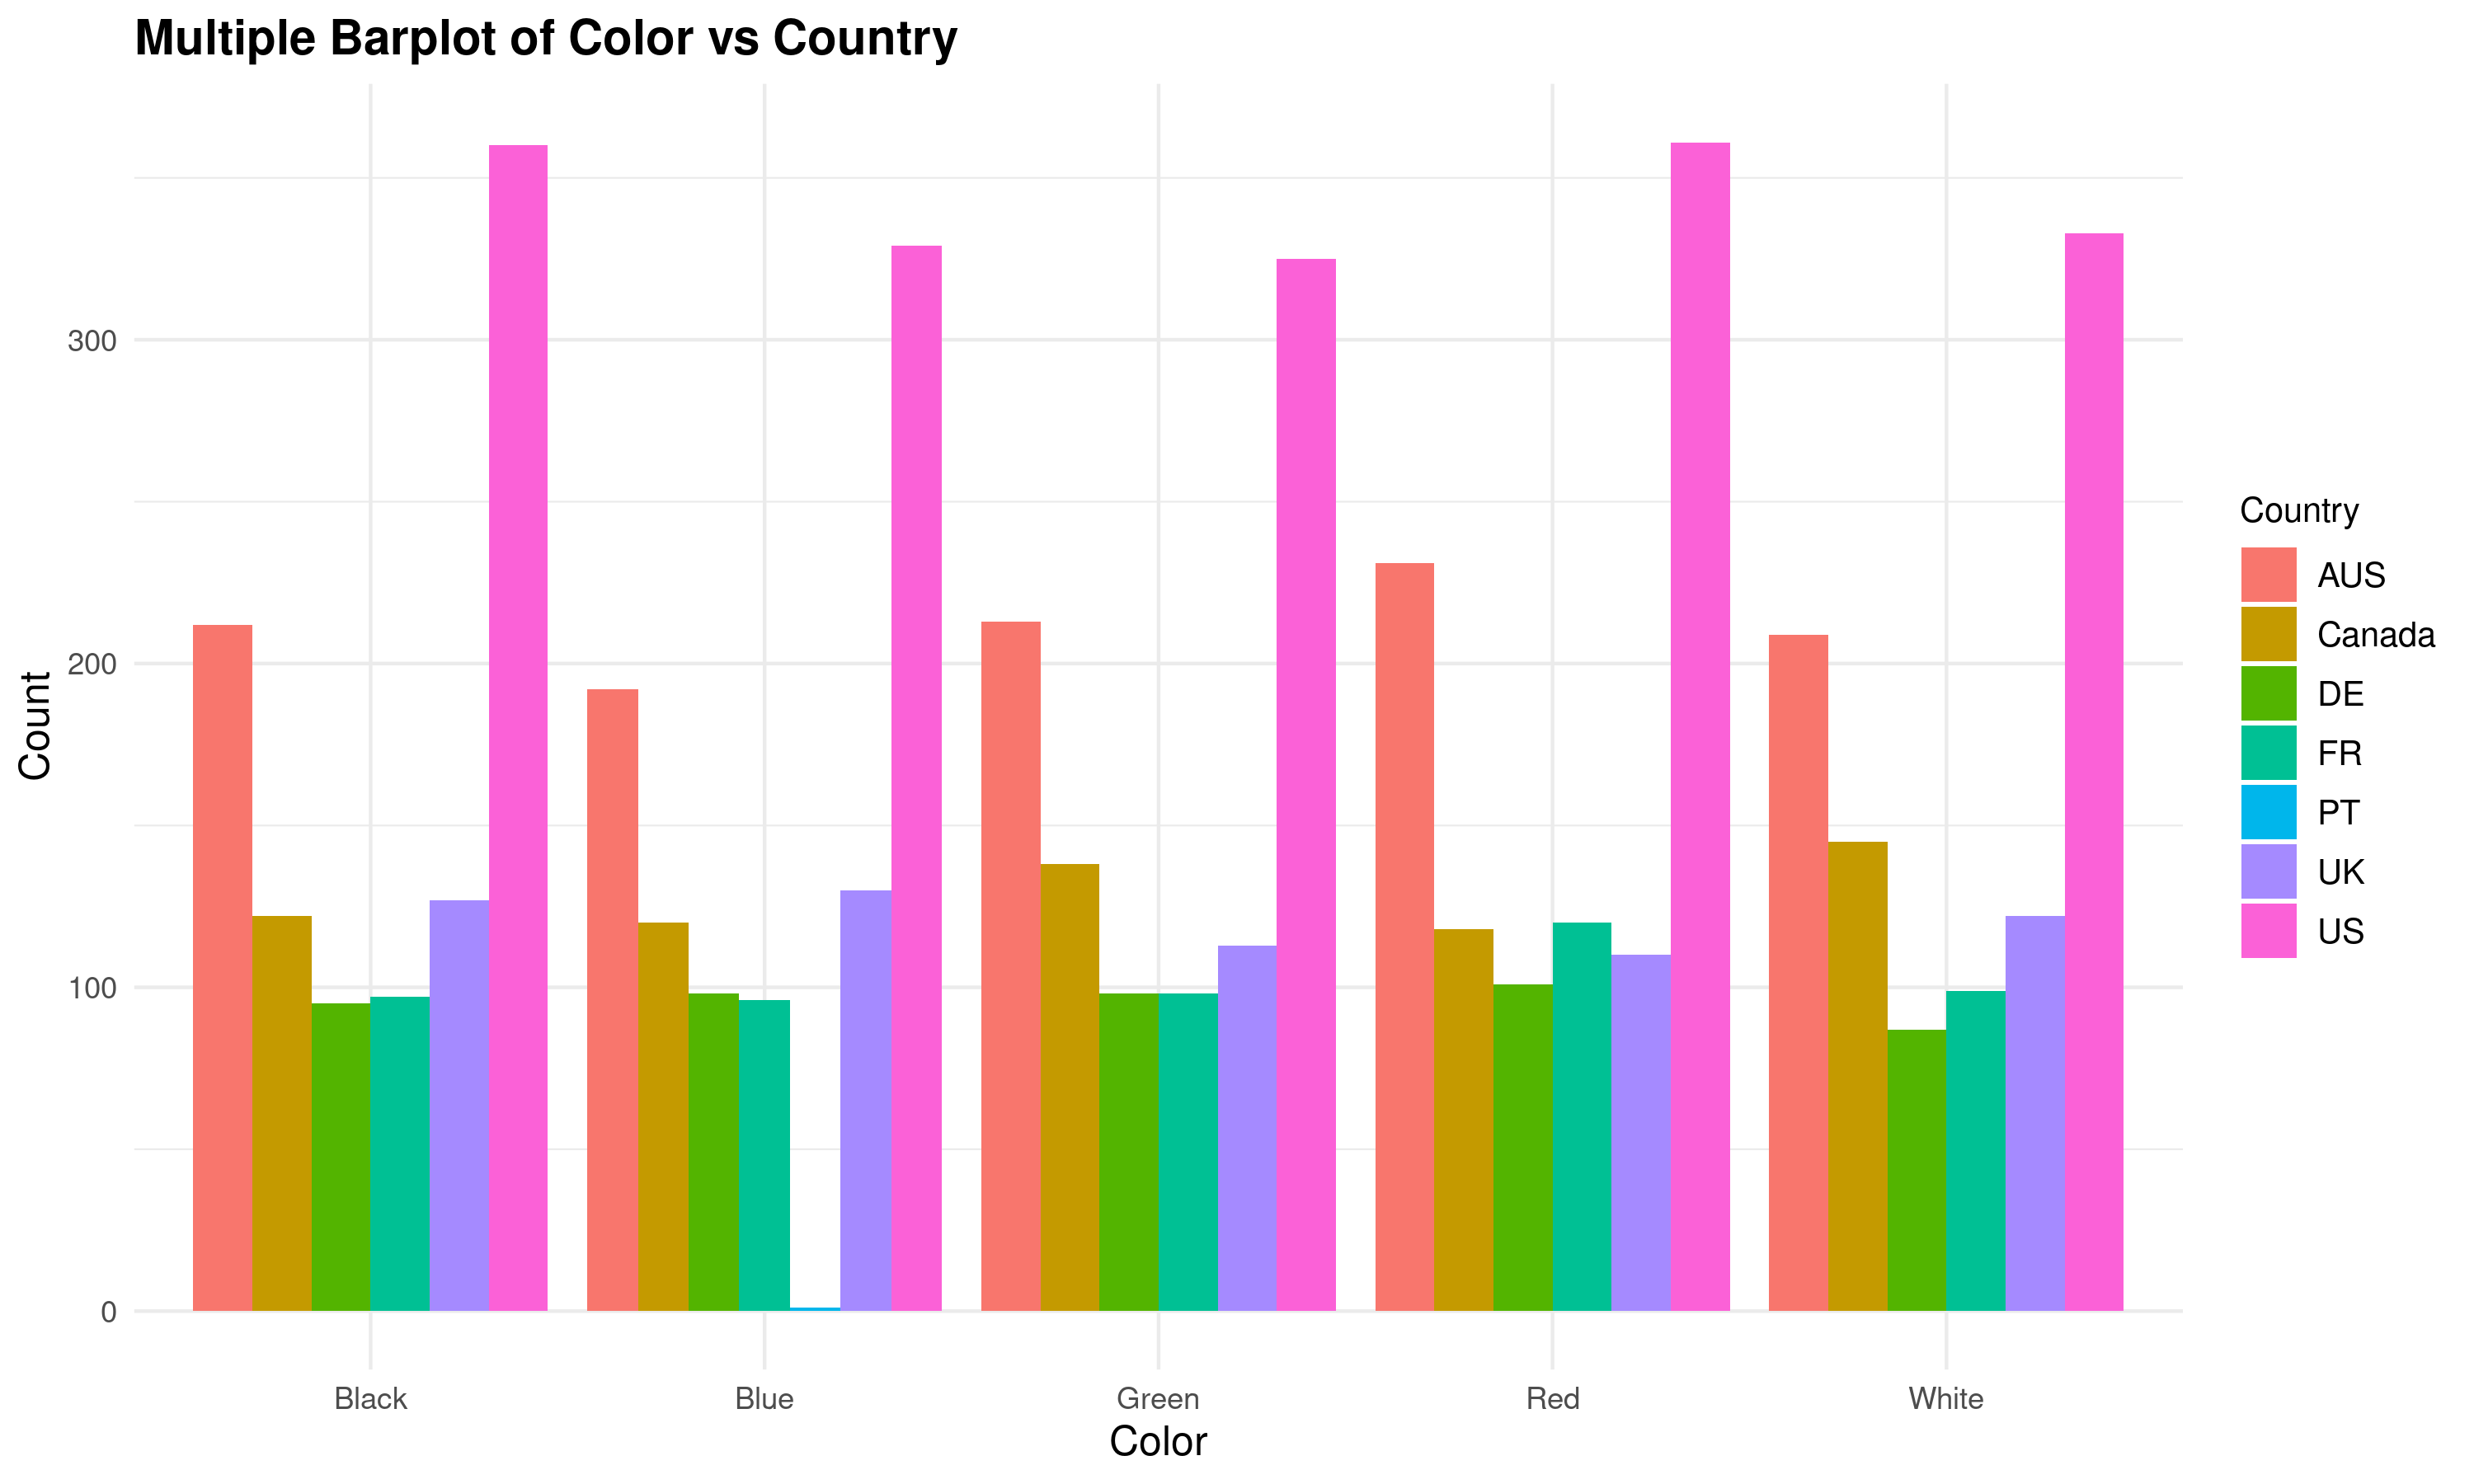 Multiple Barplot of Color vs Country
Count
300
200
100
0
Black Blue Green Red White
Color
Country
AUS
Canada
DE
FR
PT
UK
US